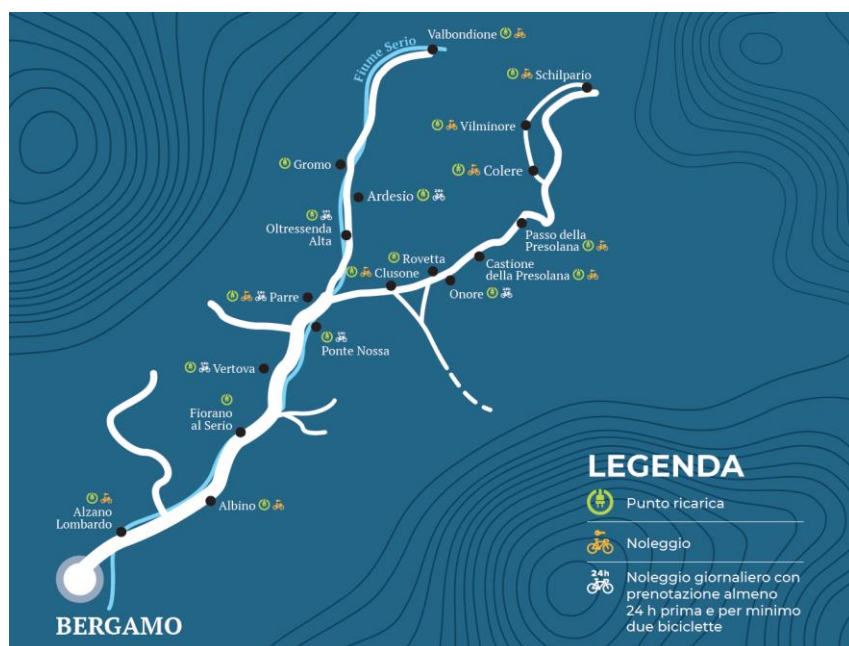 Valbondione
Fiume Serio
Schilpario
Vilminore
Gromo
Colere
Ardesio
Oltressenda
Alta
Passo della
Presolana
Rovetta
Castione
della Presolana
Clusone
Onore
Parre
Ponte Nossa
Vertova
Fiorano
al Serio
Albino
Alzano
Lombardo
BERGAMO
LEGENDA
Punto ricarica
Noleggio
24h
Noleggio giornaliero con
prenotazione almeno
24 h prima e per minimo
due biciclette